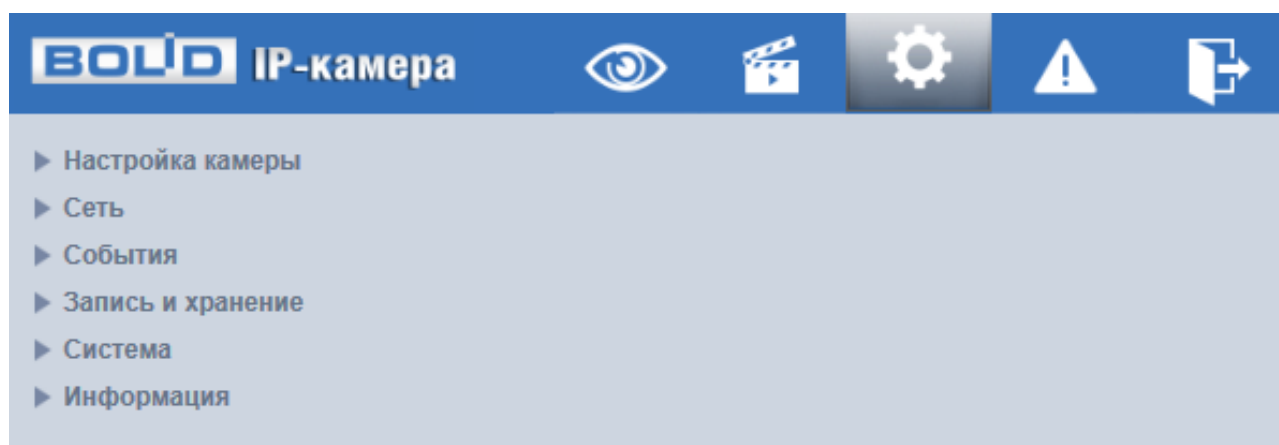 BOLID IP-камера
Настройка камеры
Сеть
События
Запись и хранение
Система
Информация